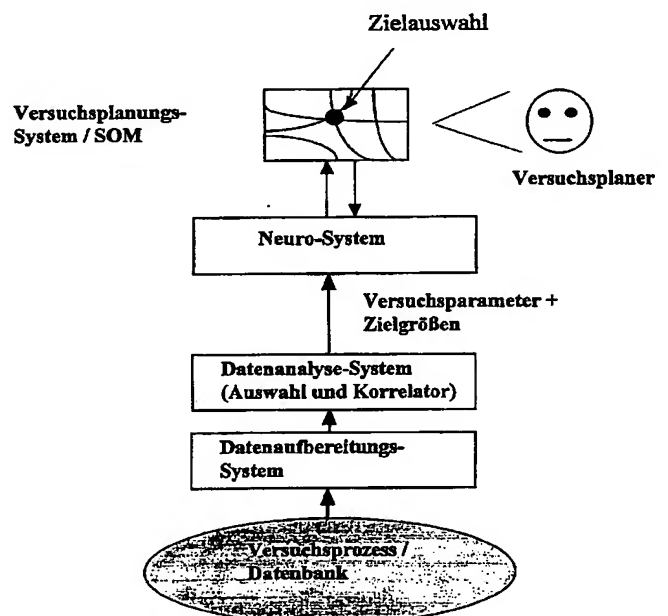 Zielauswahl
Versuchsplanungs-
System / SOM
Versuchsplaner
Neuro-System
Versuchsparameter +
Zielgrößen
Datenanalyse-System
(Auswahl und Korrelator)
Datenaufbereitungs-
System
Versuchsprozess /
Datenbank